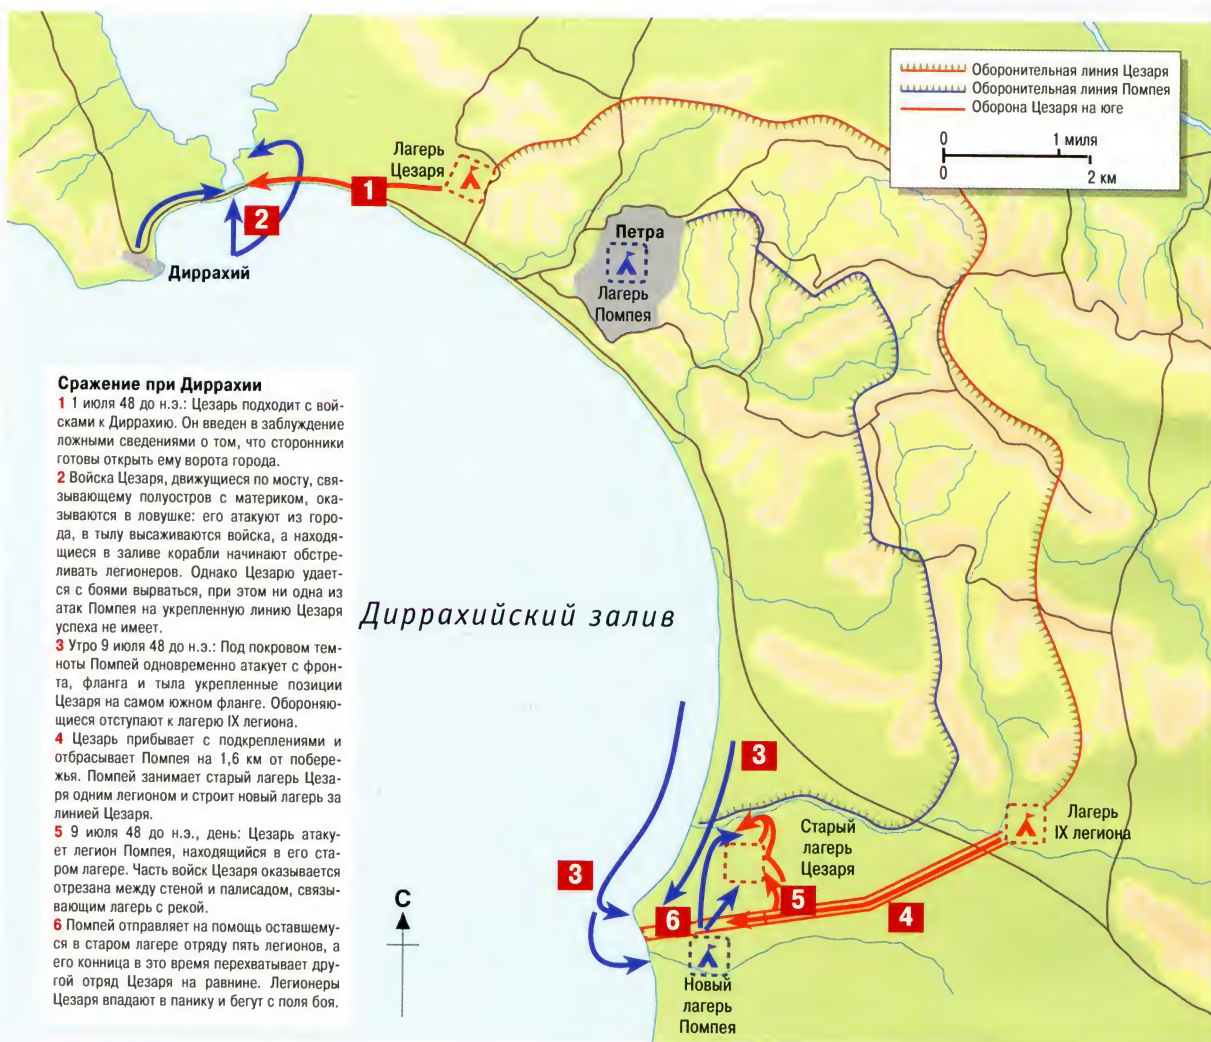 Оборонительная линия Цезаря
Оборонительная линия Помпея
Оборона Цезаря на юге
0
1 миля
0
2 км
Лагерь
Цезаря
1
2
Диррахий
Петра
Лагерь
Помпея
Сражение при Диррахии
1 1 июля 48 до н.э.: Цезарь подходит с вой-
сками к Диррахию. Он введен в заблуждение
ложными сведениями о том, что сторонники
готовы открыть ему ворота города.
2 Войска Цезаря, движущиеся по мосту, свя-
зывающему полуостров с материком, ока-
зываются в ловушке: его атакуют из горо-
да, в тылу высаживаются войска, а находя-
щиеся в заливе корабли начинают обстре-
ливать легионеров. Однако Цезарю удает-
ся с боями вырваться, при этом ни одна из
атак Помпея на укрепленную линию Цезаря
успеха не имеет.
3 Утро 9 июля 48 до н.э.: Под покровом тем-
ноты Помпей одновременно атакует с фрон-
та, фланга и тыла укрепленные позиции
Цезаря на самом южном фланге. Обороняю-
щиеся отступают к лагерю IX легиона.
4 Цезарь прибывает с подкреплениями и
отбрасывает Помпея на 1,6 км от побере-
жья. Помпей занимает старый лагерь Цеза-
ря одним легионом и строит новый лагерь за
линией Цезаря.
5 9 июля 48 до н.э., день: Цезарь атаку-
ет легион Помпея, находящийся в его ста-
ром лагере. Часть войск Цезаря оказывается
отрезана между стеной и палисадом, связы-
вающим лагерь с рекой.
6 Помпей отправляет на помощь оставшему-
ся в старом лагере отряду пять легионов, а
его конница в это время перехватывает дру-
гой отряд Цезаря на равнине. Легионеры
Цезаря впадают в панику и бегут с поля боя.
Диррахийский залив
3
3
Старый
лагерь
Цезаря
Лагерь
IX легиона
5
4
6
С
Новый
лагерь
Помпея